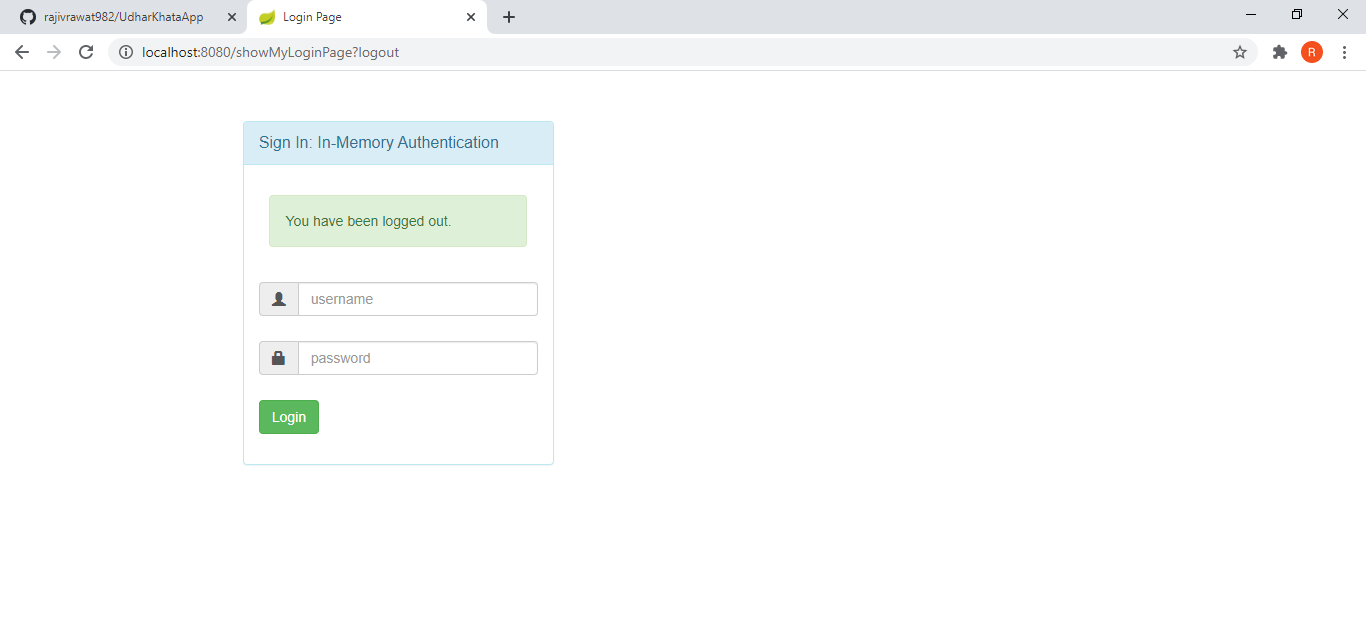 rajivrawat982/UdharKhataApp
Login Page
localhost:8080/showMyLoginPage?logout
R
Sign In: In-Memory Authentication
You have been logged out.
username
password
Login